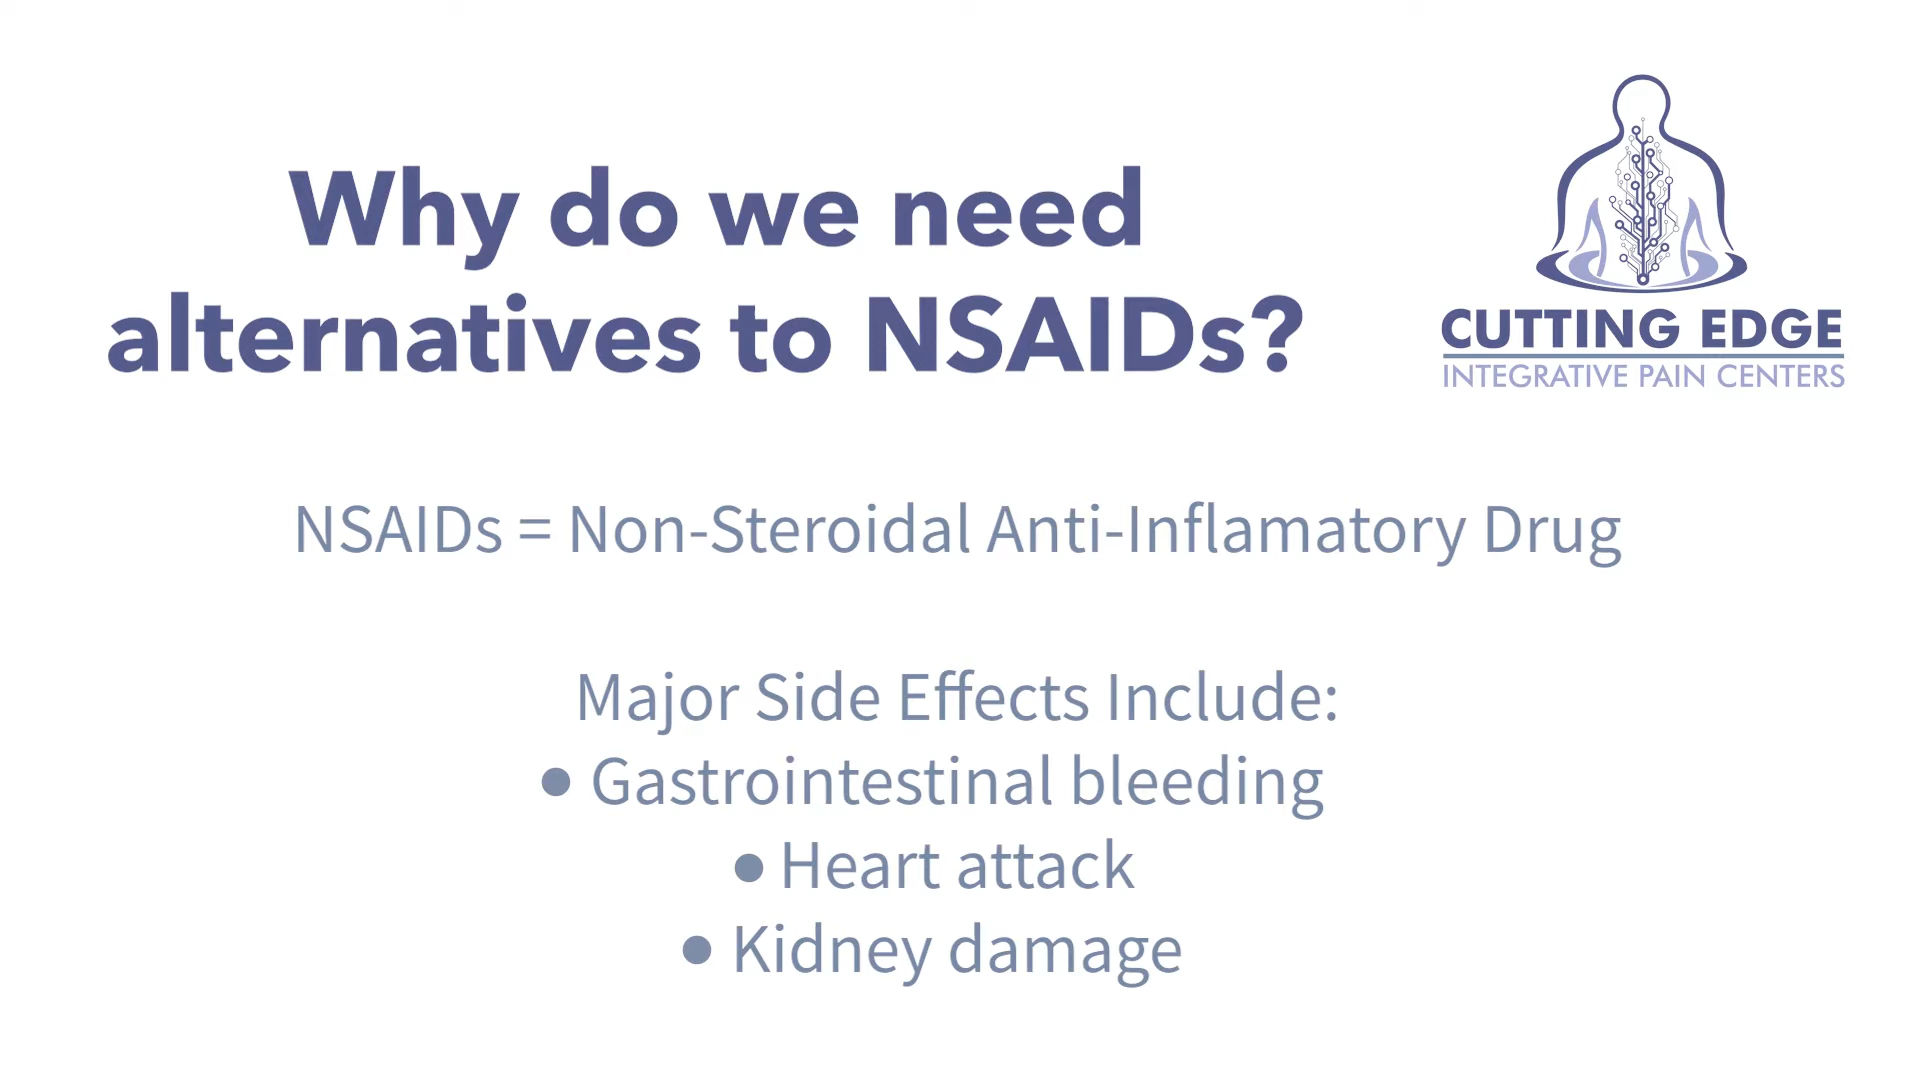 Why do we need
alternatives to NSAIDs?
CUTTING EDGE
INTEGRATIVE PAIN CENTERS
NSAIDs = Non-Steroidal Anti-Inflamatory Drug
Major Side Effects Include:
● Gastrointestinal bleeding
● Heart attack
● Kidney damage